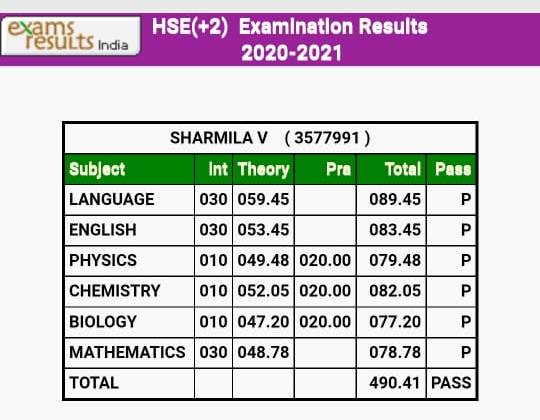 exams results India
HSE(+2) Examination Results
2020-2021
SHARMILA V ( 3577991 )
Subject Int Theory Pra Total Pass
LANGUAGE 030 059.45 089.45 P
ENGLISH 030 053.45 083.45 P
PHYSICS 010 049.48 020.00 079.48 P
CHEMISTRY 010 052.05 020.00 082.05 P
BIOLOGY 010 047.20 020.00 077.20 P
MATHEMATICS 030 048.78 078.78 P
TOTAL 490.41 PASS